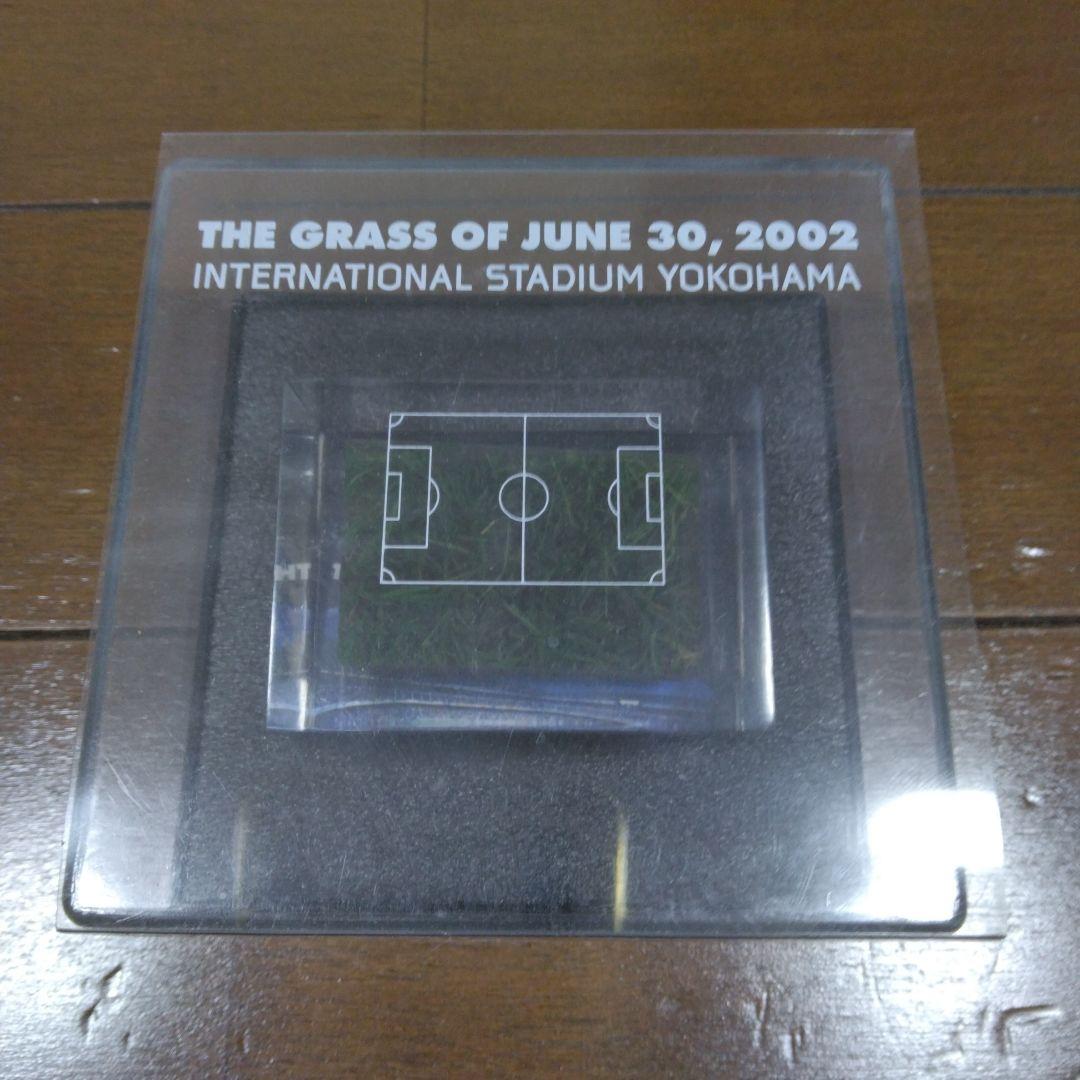 THE GRASS OF JUNE 30, 2002
INTERNATIONAL STADIUM YOKOHAMA